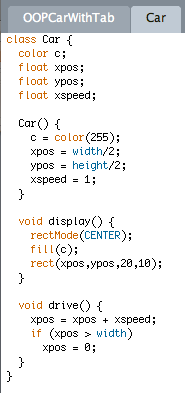 OOPCarWithTab Car
class Car {
  color c;
  float xpos;
  float ypos;
  float xspeed;

  Car() {
    c = color(255);
    xpos = width/2;
    ypos = height/2;
    xspeed = 1;
  }

  void display() {
    rectMode(CENTER);
    fill(c);
    rect(xpos,ypos,20,10);
  }

  void drive() {
    xpos = xpos + xspeed;
    if (xpos > width)
      xpos = 0;
  }
}